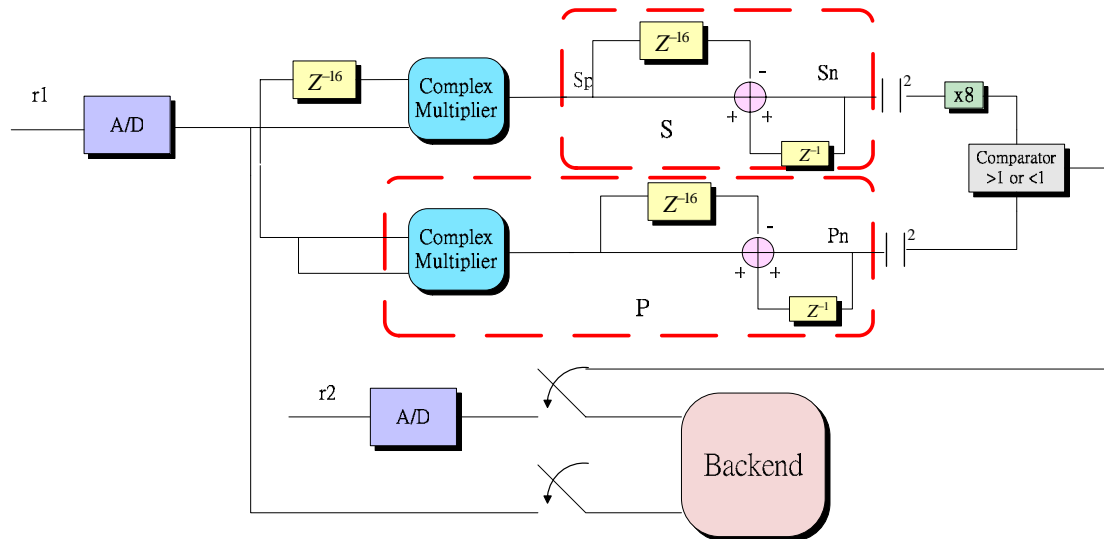 r1
A/D
Z⁻¹⁶
Complex
Multiplier
Sp
Z⁻¹⁶
-
Sn
+
+
Z⁻¹
S
2
x8
Comparator
>1 or <1
Complex
Multiplier
Z⁻¹⁶
-
Pn
+
+
Z⁻¹
P
2
r2
A/D
Backend